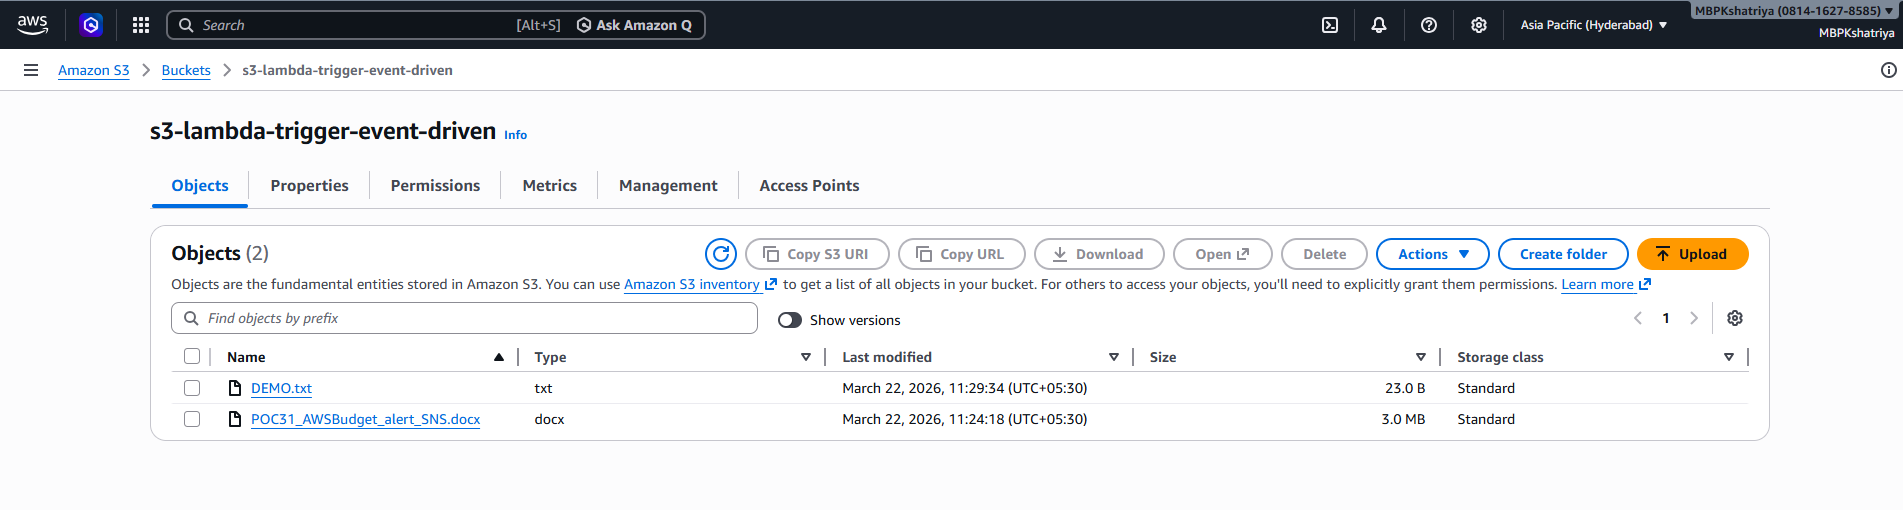 aws
Search [Alt+S] Ask Amazon Q
Asia Pacific (Hyderabad)
MBPKshatriya (0814-1627-8585)
MBPKshatriya
Amazon S3 > Buckets > s3-lambda-trigger-event-driven
s3-lambda-trigger-event-driven Info
Objects Properties Permissions Metrics Management Access Points
Objects (2) Copy S3 URI Copy URL Download Open Delete Actions Create folder Upload
Objects are the fundamental entities stored in Amazon S3. You can use Amazon S3 inventory to get a list of all objects in your bucket. For others to access your objects, you'll need to explicitly grant them permissions. Learn more
Find objects by prefix Show versions 1
Name Type Last modified Size Storage class
DEMO.txt txt March 22, 2026, 11:29:34 (UTC+05:30) 23.0 B Standard
POC31_AWSBudget_alert_SNS.docx docx March 22, 2026, 11:24:18 (UTC+05:30) 3.0 MB Standard